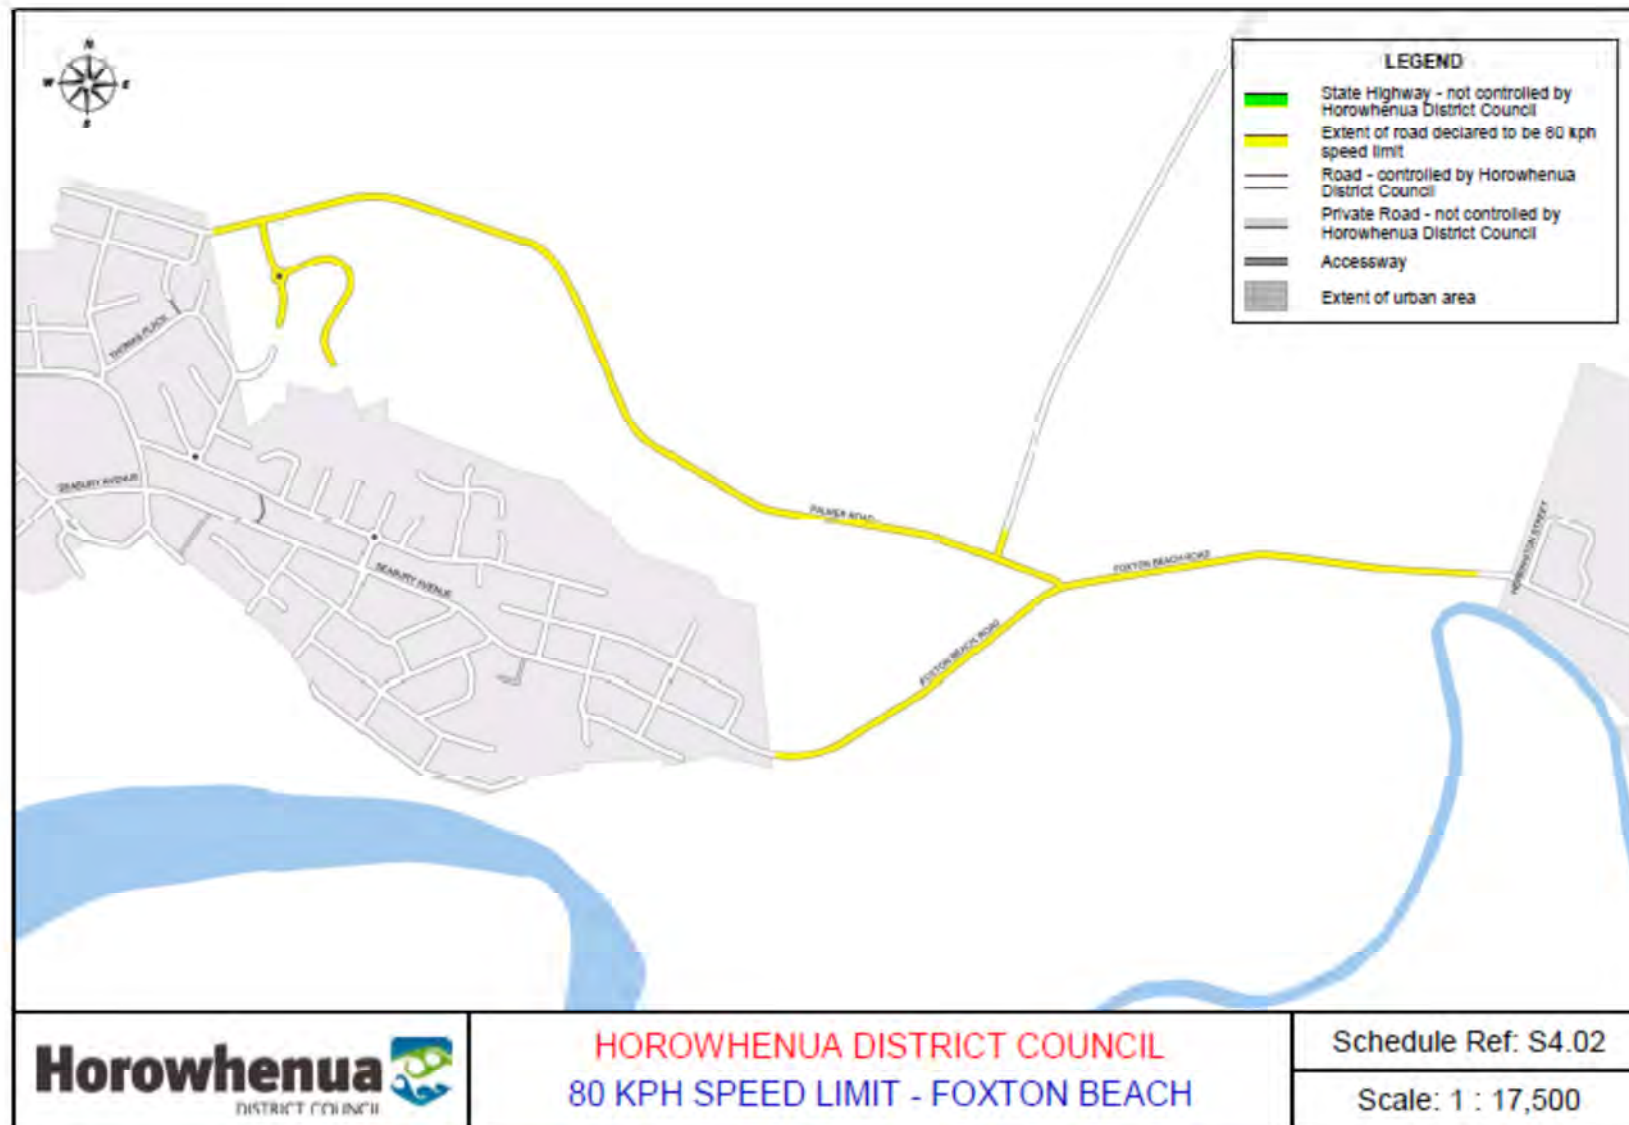 N
W E
S
LEGEND
State Highway - not controlled by
Horowhenua District Council
Extent of road declared to be 80 kph
speed limit
Road - controlled by Horowhenua
District Council
Private Road - not controlled by
Horowhenua District Council
Accessway
Extent of urban area
THOMAS PLACE
SEABURY AVENUE
PALMER ROAD
FOXTON BEACH ROAD
SEABURY AVENUE
FOXTON BEACH ROAD
STREET
Horowhenua
DISTRICT COUNCIL
HOROWHENUA DISTRICT COUNCIL
80 KPH SPEED LIMIT - FOXTON BEACH
Schedule Ref: S4.02
Scale: 1 : 17,500